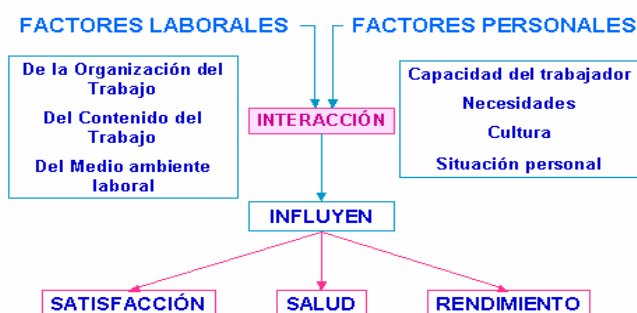 FACTORES LABORALES
FACTORES PERSONALES
De la Organización del
Trabajo
Del Contenido del
Trabajo
Del Medio ambiente
laboral
INTERACCIÓN
Capacidad del trabajador
Necesidades
Cultura
Situación personal
INFLUYEN
SATISFACCIÓN
SALUD
RENDIMIENTO